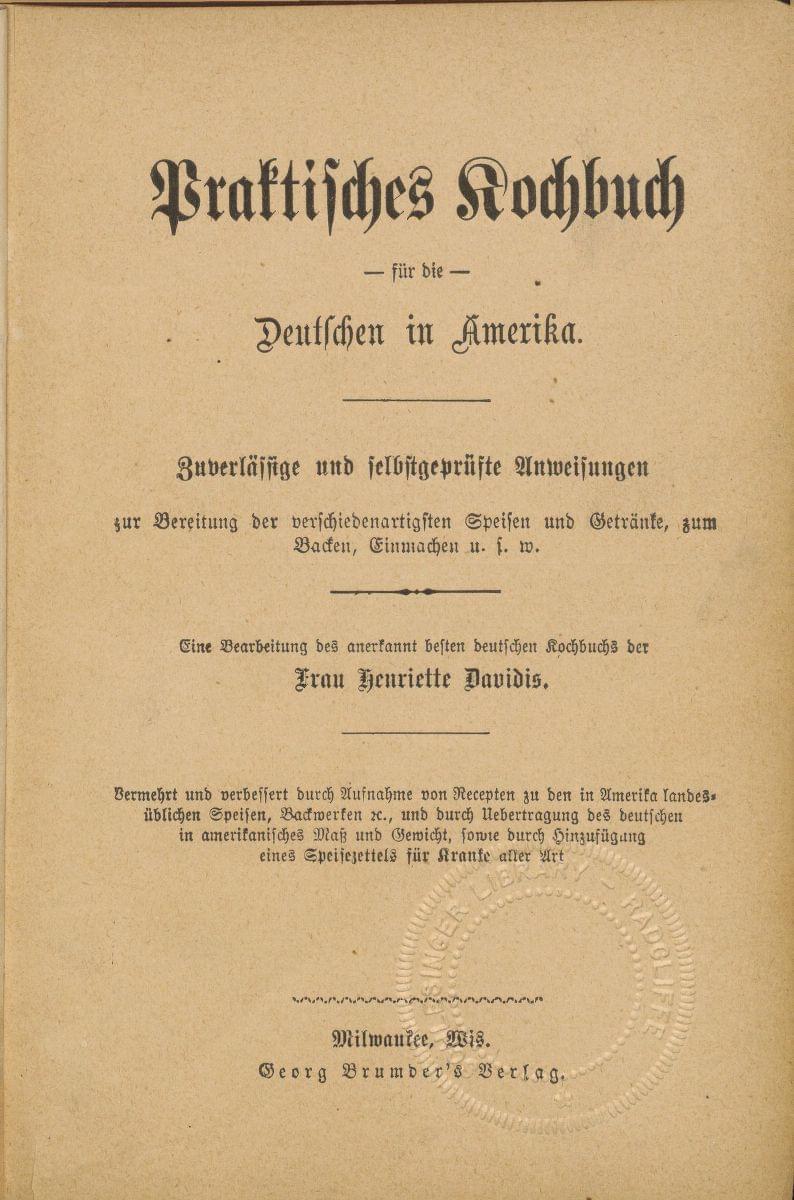 Praktisches Kochbuch
— für die —
Deutschen in Amerika.
Zuverlässige und selbstgeprüfte Anweisungen
zur Bereitung der verschiedenartigsten Speisen und Getränke, zum
Backen, Einmachen u. s. w.
Eine Bearbeitung des anerkannt besten deutschen Kochbuchs der
Frau Henriette Davidis.
Vermehrt und verbessert durch Aufnahme von Recepten zu den in Amerika landes-
üblichen Speisen, Backwerken ꝛc., und durch Uebertragung des deutschen
in amerikanisches Maß und Gewicht, sowie durch Hinzufügung
eines Speisezettels für Kranke aller Art
LIBRARY – RADCLIFFE
Milwaukee, Wis.
Georg Brumder's Verlag.